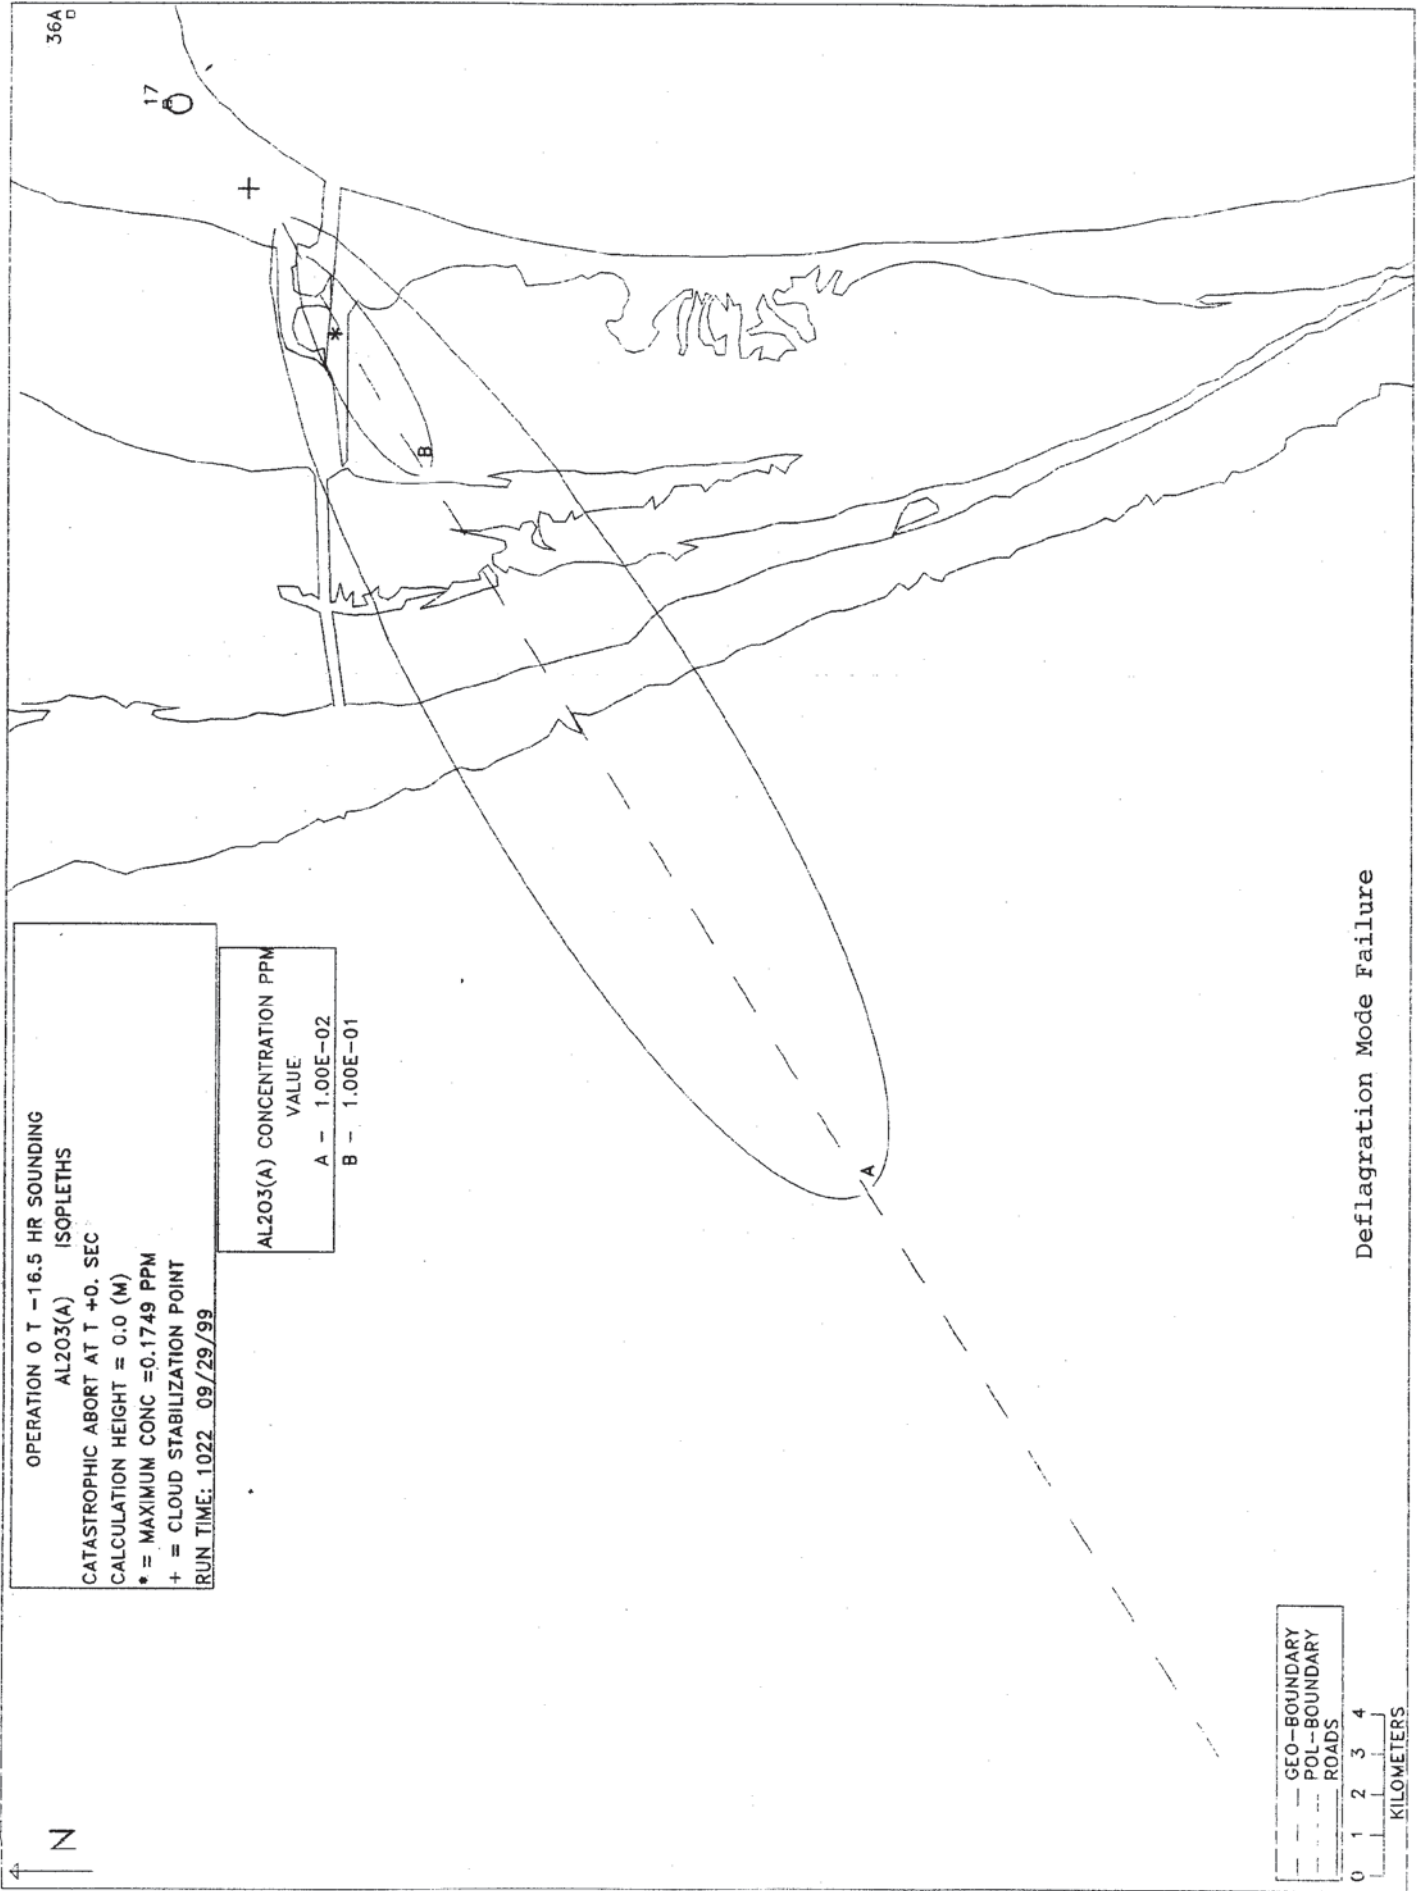 N
OPERATION 0 T -16.5 HR SOUNDING
AL2O3(A) ISOPLETHS
CATASTROPHIC ABORT AT T +0. SEC
CALCULATION HEIGHT = 0.0 (M)
* = MAXIMUM CONC =0.1749 PPM
+ = CLOUD STABILIZATION POINT
RUN TIME: 1022 09/29/99
AL2O3(A) CONCENTRATION PPM
VALUE
A - 1.00E-02
B - 1.00E-01
36A
17
+
*
B
A
GEO-BOUNDARY
POL-BOUNDARY
ROADS
0 1 2 3 4
KILOMETERS
Deflagration Mode Failure